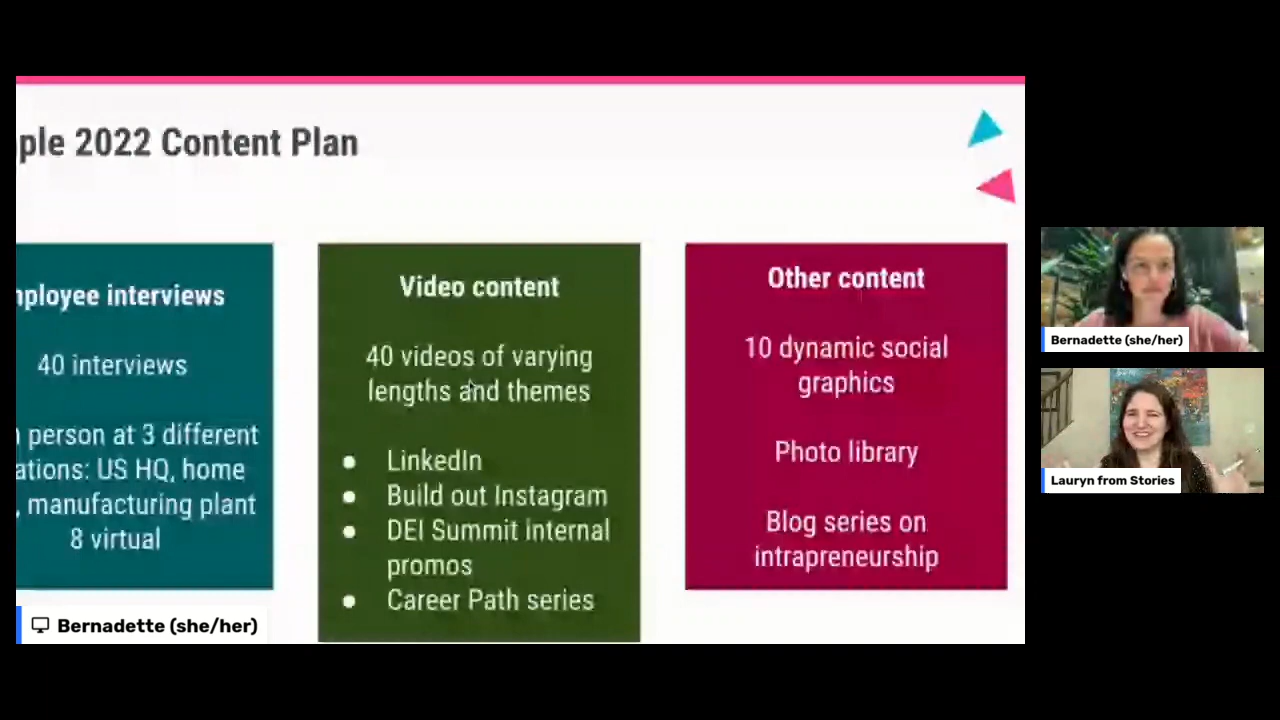 ple 2022 Content Plan
ployee interviews
40 interviews
person at 3 different
ations: US HQ, home
, manufacturing plant
8 virtual
Video content
40 videos of varying
lengths and themes
● LinkedIn
● Build out Instagram
● DEI Summit internal
promos
● Career Path series
Other content
10 dynamic social
graphics
Photo library
Blog series on
intrapreneurship
Bernadette (she/her)
Bernadette (she/her)
Lauryn from Stories